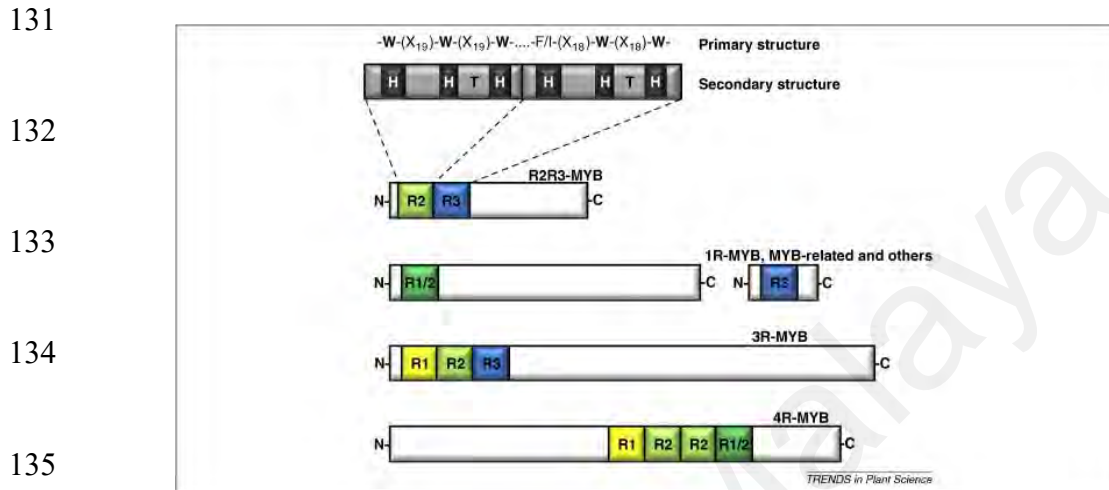 131
-W-(X19)-W-(X19)-W-....-F/I-(X18)-W-(X18)-W- Primary structure
H H T H H H T H Secondary structure
132
R2R3-MYB
N- R2 R3 -C
133
1R-MYB, MYB-related and others
N- R1/2 -C N- R3 -C
134
3R-MYB
N- R1 R2 R3 -C
4R-MYB
N- R1 R2 R2 R1/2 -C
135
TRENDS in Plant Science
Malaya